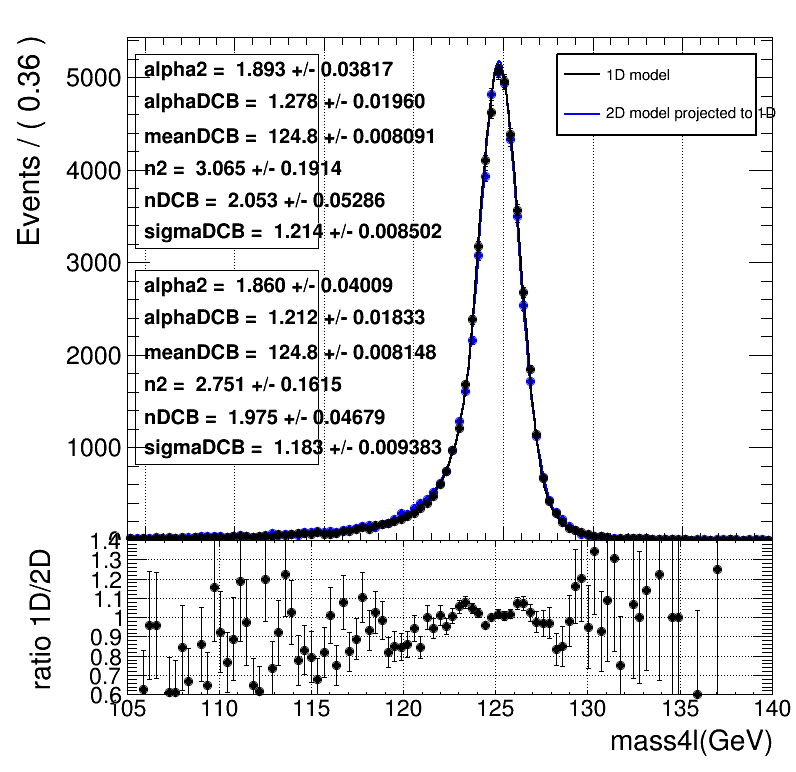 Events / ( 0.36 )
5000
4000
3000
2000
1000
0
alpha2 = 1.893 +/- 0.03817
alphaDCB = 1.278 +/- 0.01960
meanDCB = 124.8 +/- 0.008091
n2 = 3.065 +/- 0.1914
nDCB = 2.053 +/- 0.05286
sigmaDCB = 1.214 +/- 0.008502
alpha2 = 1.860 +/- 0.04009
alphaDCB = 1.212 +/- 0.01833
meanDCB = 124.8 +/- 0.008148
n2 = 2.751 +/- 0.1615
nDCB = 1.975 +/- 0.04679
sigmaDCB = 1.183 +/- 0.009383
1D model
2D model projected to 1D
ratio 1D/2D
1.4
1.3
1.2
1.1
1
0.9
0.8
0.7
0.6
105 110 115 120 125 130 135 140
mass4l(GeV)